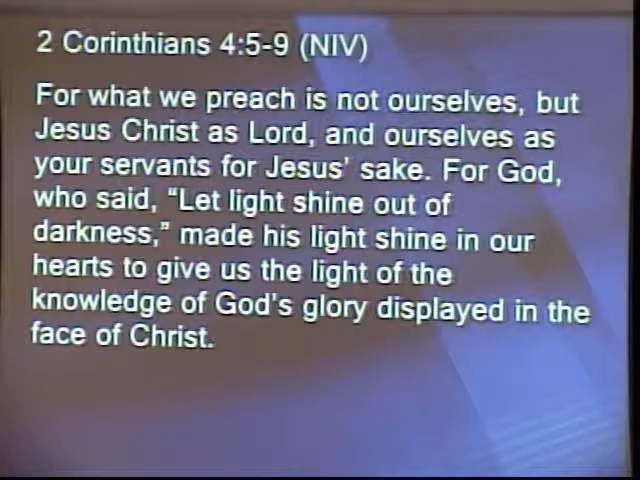 2 Corinthians 4:5-9 (NIV)
For what we preach is not ourselves, but
Jesus Christ as Lord, and ourselves as
your servants for Jesus' sake. For God,
who said, “Let light shine out of
darkness,” made his light shine in our
hearts to give us the light of the
knowledge of God's glory displayed in the
face of Christ.